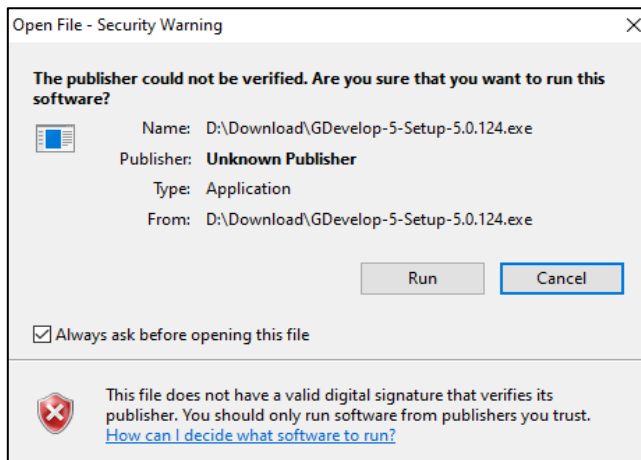 Open File - Security Warning
The publisher could not be verified. Are you sure that you want to run this
software?
Name: D:\Download\GDevelop-5-Setup-5.0.124.exe
Publisher: Unknown Publisher
Type: Application
From: D:\Download\GDevelop-5-Setup-5.0.124.exe
Run Cancel
Always ask before opening this file
This file does not have a valid digital signature that verifies its
publisher. You should only run software from publishers you trust.
How can I decide what software to run?